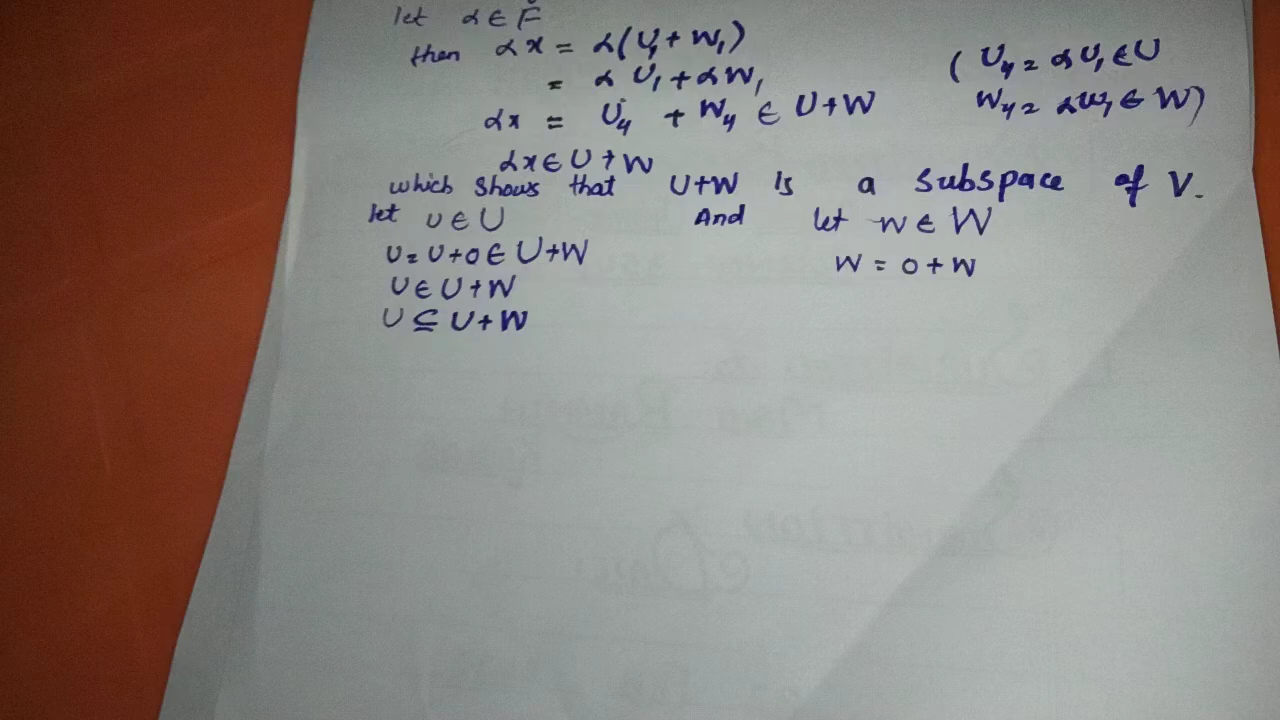 let α ∈ F
then αx = α(U₁ + W₁)
= α U₁ + αW₁ ( U₄ = αU₁ ∈ U
αx = U₄ + W₄ ∈ U+W W₄ = αW₁ ∈ W)
αx ∈ U+W
which shows that U+W is a subspace of V.
let u ∈ U And let w ∈ W
u = u+0 ∈ U+W w = 0+w
u ∈ U+W
U ⊆ U+W